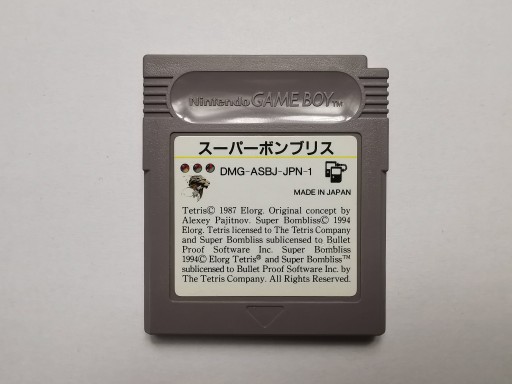 Nintendo GAME BOY TM
スーパーボンブリス
DMG-ASBJ-JPN-1
MADE IN JAPAN
Tetris© 1987 Elorg. Original concept by
Alexey Pajitnov. Super Bombliss© 1994
Elorg. Tetris licensed to The Tetris Company
and Super Bombliss sublicensed to Bullet
Proof Software Inc. Super Bombliss
1994© Elorg Tetris® and Super Bombliss™
sublicensed to Bullet Proof Software Inc. by
The Tetris Company. All Rights Reserved.